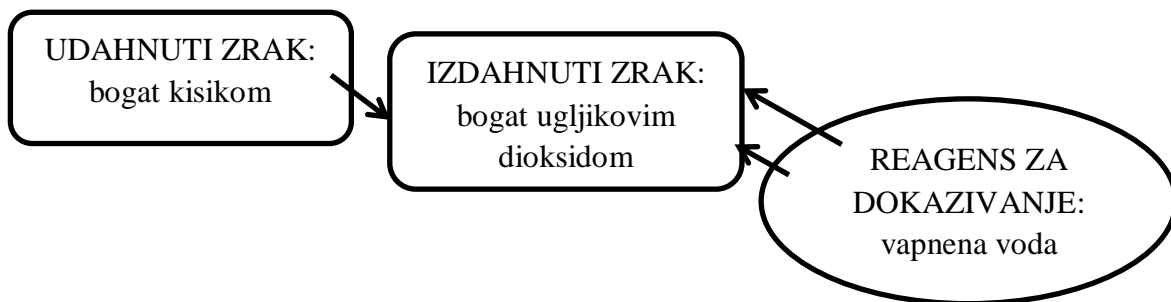 UDAHNUTI ZRAK:
bogat kisikom
IZDAHNUTI ZRAK:
bogat ugljikovim
dioksidom
REAGENS ZA
DOKAZIVANJE:
vapnena voda